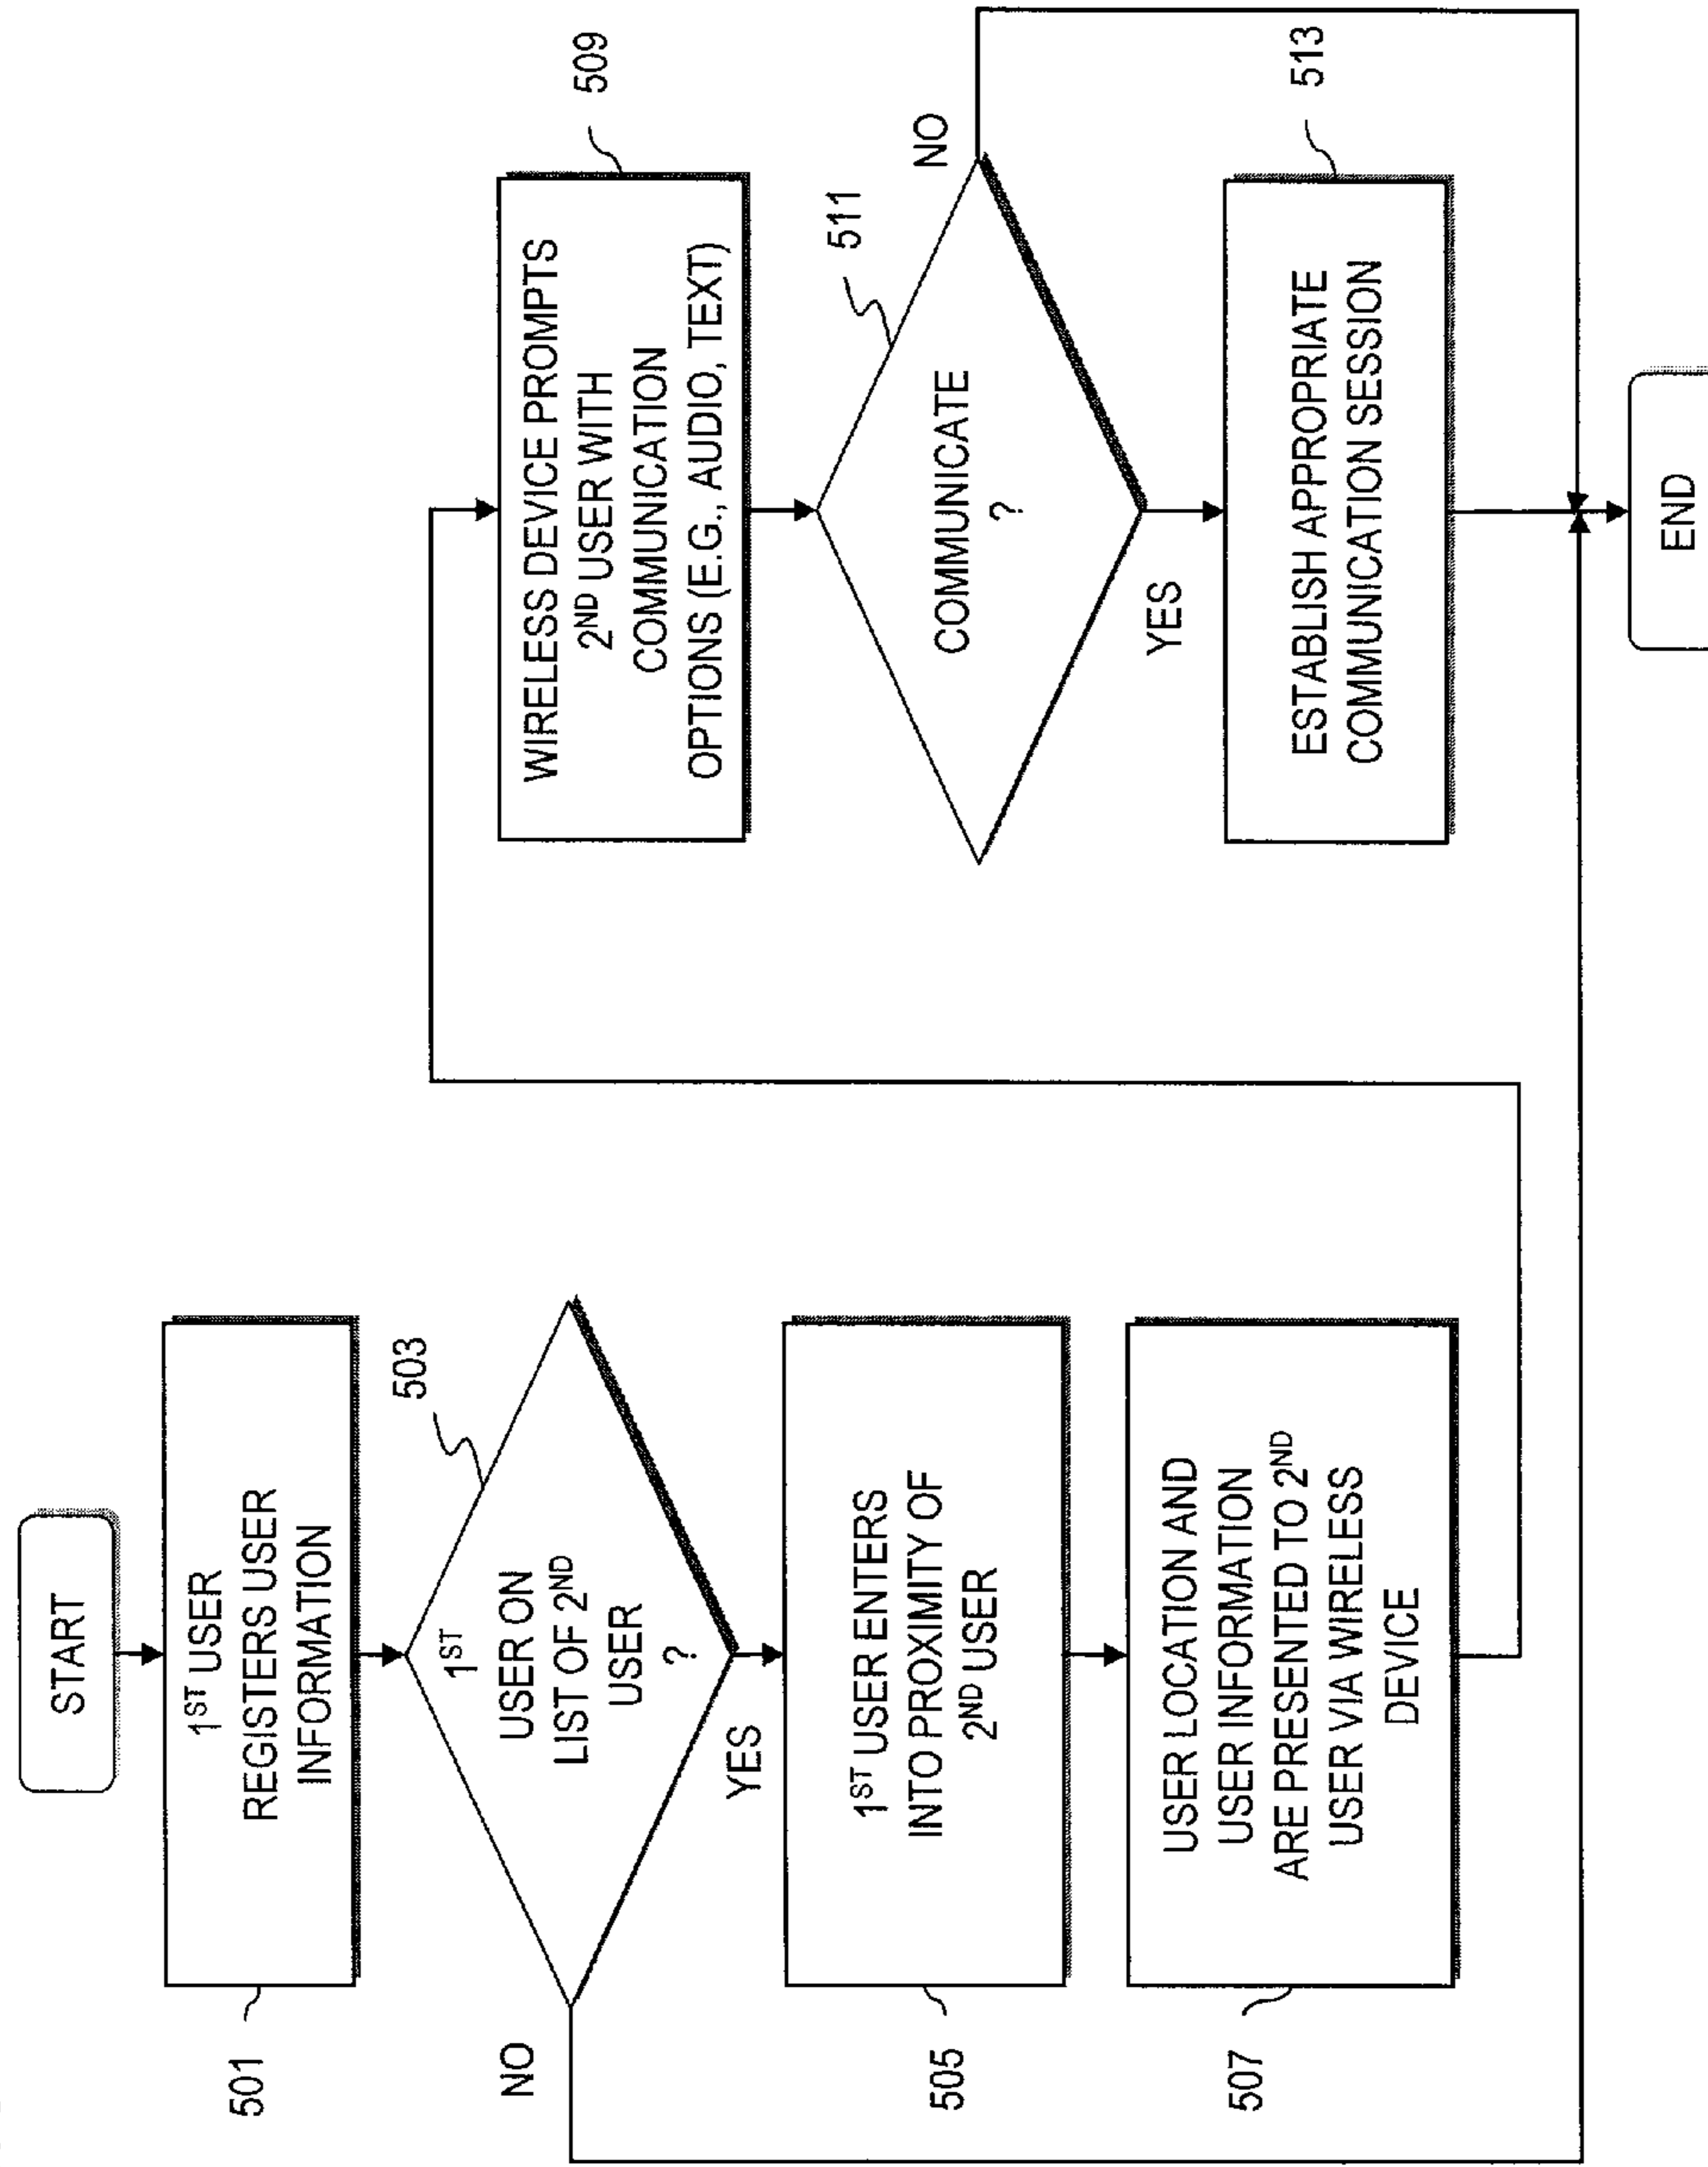 START
1ST USER
REGISTERS USER
INFORMATION
501
1ST
USER ON
LIST OF 2ND
USER
?
503
NO
YES
1ST USER ENTERS
INTO PROXIMITY OF
2ND USER
505
USER LOCATION AND
USER INFORMATION
ARE PRESENTED TO 2ND
USER VIA WIRELESS
DEVICE
507
WIRELESS DEVICE PROMPTS
2ND USER WITH
COMMUNICATION
OPTIONS (E.G., AUDIO, TEXT)
509
COMMUNICATE
?
511
NO
YES
ESTABLISH APPROPRIATE
COMMUNICATION SESSION
513
END